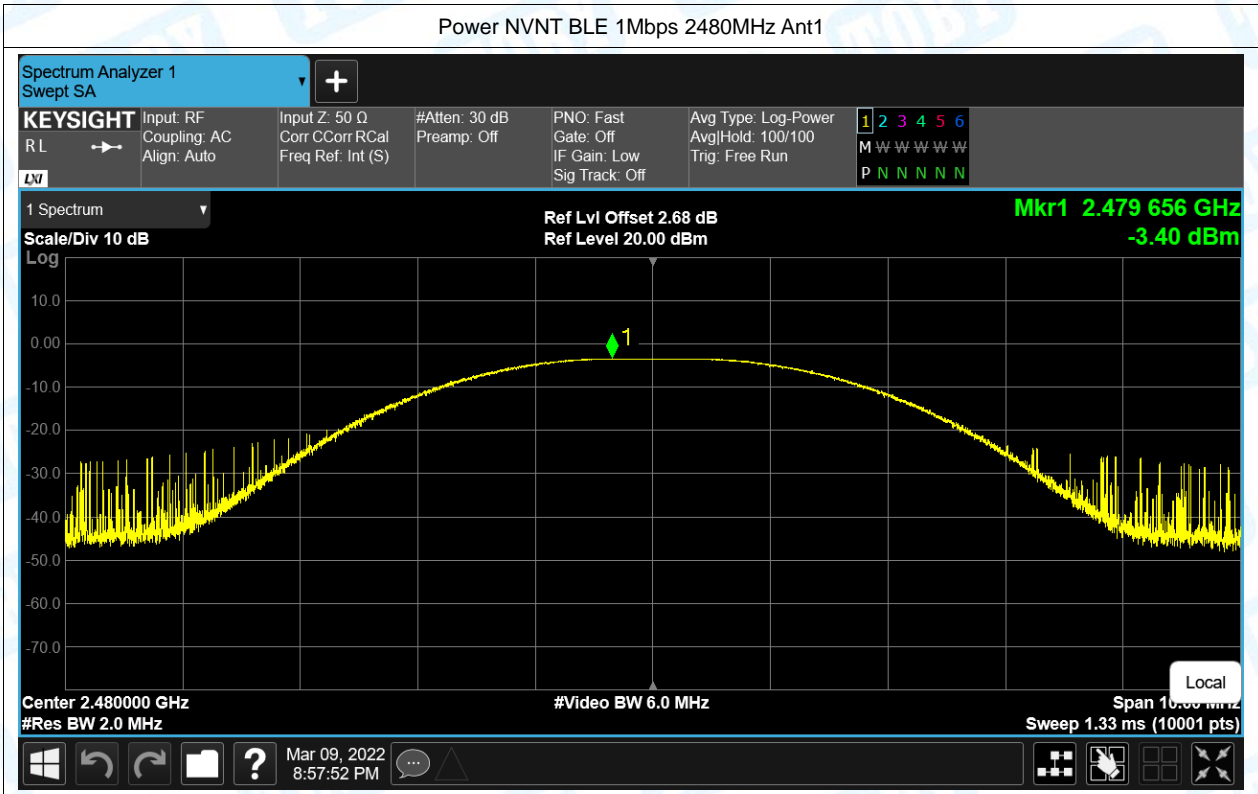 Power NVNT BLE 1Mbps 2480MHz Ant1
Spectrum Analyzer 1
Swept SA
+
KEYSIGHT
RL
LXI
Input: RF
Coupling: AC
Align: Auto
Input Z: 50 Ω
Corr CCorr RCal
Freq Ref: Int (S)
#Atten: 30 dB
Preamp: Off
PNO: Fast
Gate: Off
IF Gain: Low
Sig Track: Off
Avg Type: Log-Power
Avg|Hold: 100/100
Trig: Free Run
1 2 3 4 5 6
M W W W W W
P N N N N N
1 Spectrum
Scale/Div 10 dB
Log
Ref Lvl Offset 2.68 dB
Ref Level 20.00 dBm
Mkr1 2.479 656 GHz
-3.40 dBm
10.0
0.00
-10.0
-20.0
-30.0
-40.0
-50.0
-60.0
-70.0
1
Center 2.480000 GHz
#Res BW 2.0 MHz
#Video BW 6.0 MHz
Span 10.00 MHz
Sweep 1.33 ms (10001 pts)
Local
?
Mar 09, 2022
8:57:52 PM